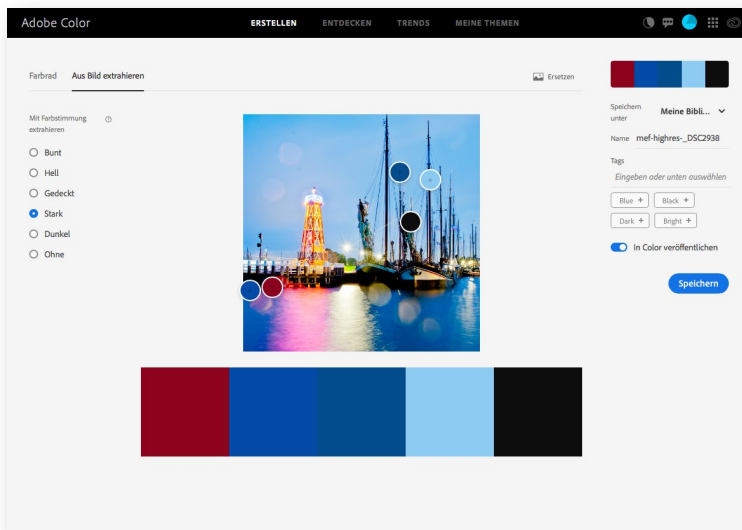 Adobe Color
ERSTELLEN ENTDECKEN TRENDS MEINE THEMEN
Farbrad Aus Bild extrahieren
Ersetzen
Mit Farbstimmung
extrahieren
Bunt
Hell
Gedeckt
Stark
Dunkel
Ohne
Speichern
unter
Meine Bibli...
Name mef-highres-_DSC2938
Tags
Eingeben oder unten auswählen
Blue + Black +
Dark + Bright +
In Color veröffentlichen
Speichern